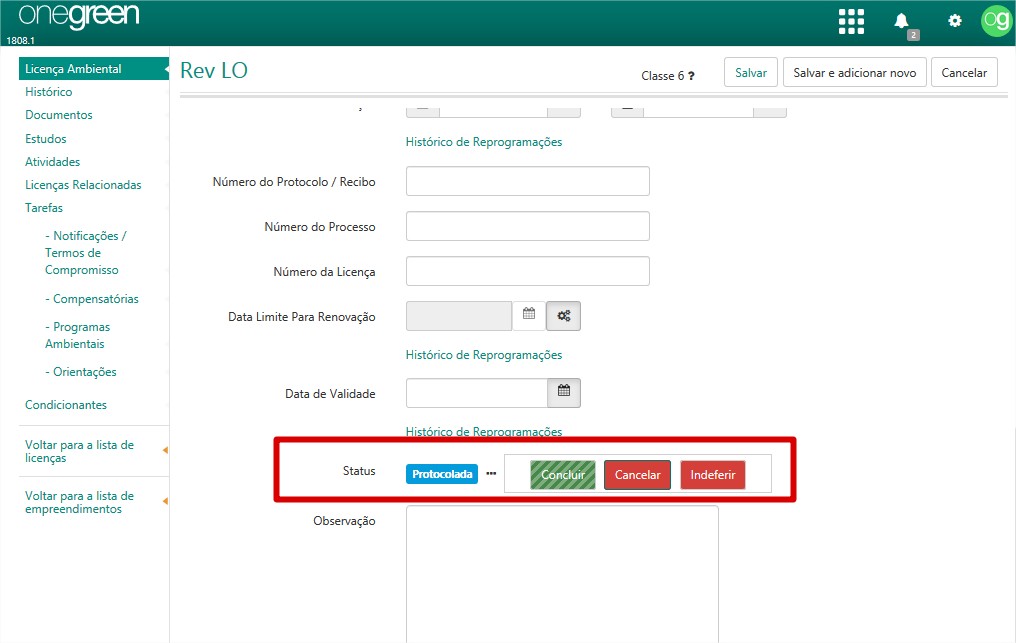 onegreen
2
og
1808.1
Licença Ambiental
Histórico
Documentos
Estudos
Atividades
Licenças Relacionadas
Tarefas
- Notificações /
Termos de
Compromisso
- Compensatórias
- Programas
Ambientais
- Orientações
Condicionantes
Voltar para a lista de
licenças
Voltar para a lista de
empreendimentos
Rev LO
Classe 6 ?
Salvar
Salvar e adicionar novo
Cancelar
Histórico de Reprogramações
Número do Protocolo / Recibo
Número do Processo
Número da Licença
Data Limite Para Renovação
Histórico de Reprogramações
Data de Validade
Histórico de Reprogramações
Status
Protocolada
Concluir
Cancelar
Indeferir
Observação